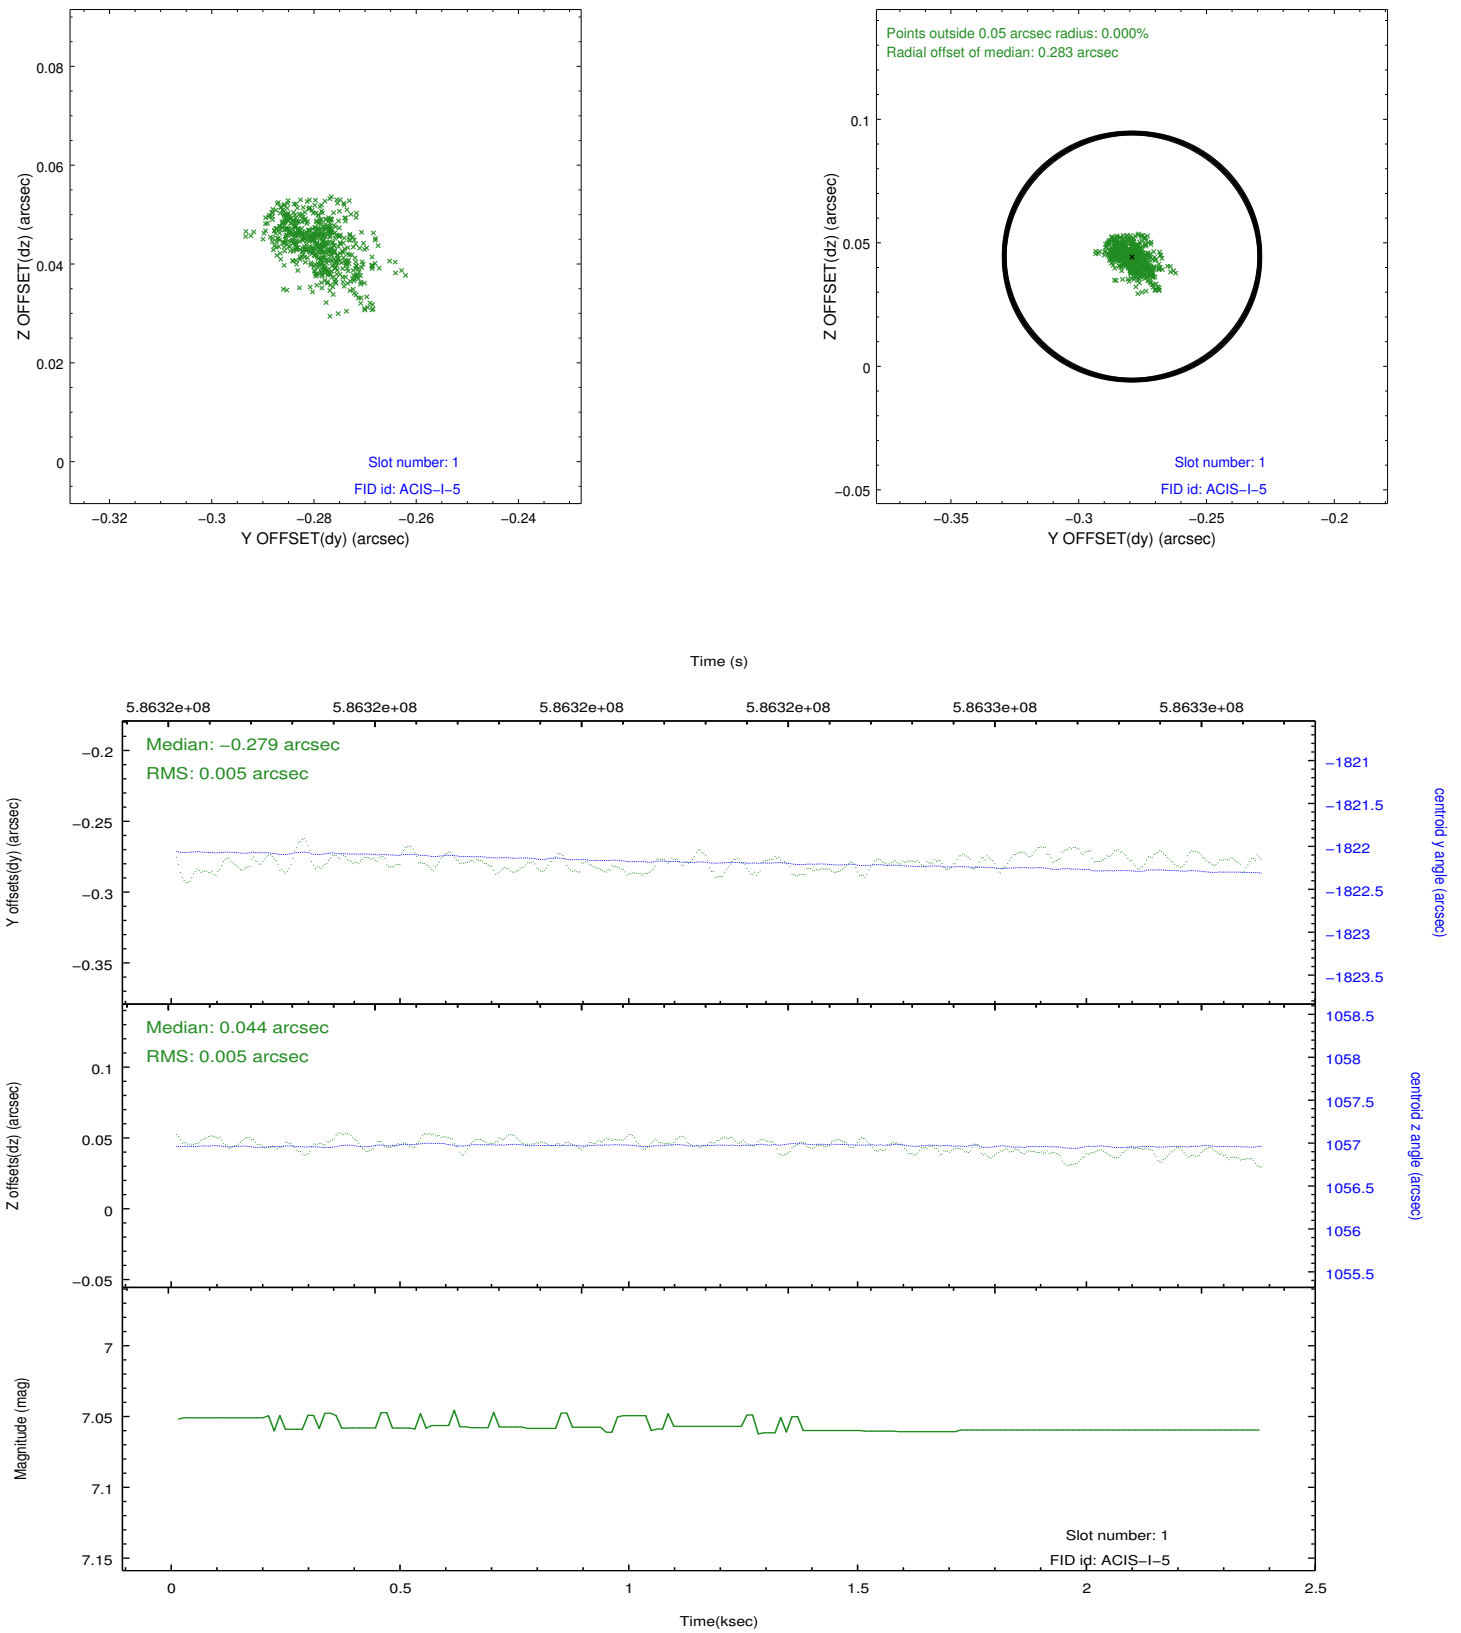 0.08
0.06
0.04
0.02
0
Z OFFSET(dz) (arcsec)
Slot number: 1
FID id: ACIS−I−5
−0.32 −0.3 −0.28 −0.26 −0.24
Y OFFSET(dy) (arcsec)
Points outside 0.05 arcsec radius: 0.000%
Radial offset of median: 0.283 arcsec
0.1
0.05
0
−0.05
Z OFFSET(dz) (arcsec)
Slot number: 1
FID id: ACIS−I−5
−0.35 −0.3 −0.25 −0.2
Y OFFSET(dy) (arcsec)
Time (s)
5.8632e+08 5.8632e+08 5.8632e+08 5.8632e+08 5.8633e+08 5.8633e+08
Median: −0.279 arcsec
RMS: 0.005 arcsec
−0.2
−0.25
−0.3
−0.35
Y offsets(dy) (arcsec)
−1821
−1821.5
−1822
−1822.5
−1823
−1823.5
centroid y angle (arcsec)
Median: 0.044 arcsec
RMS: 0.005 arcsec
0.1
0.05
0
−0.05
Z offsets(dz) (arcsec)
1058.5
1058
1057.5
1057
1056.5
1056
1055.5
centroid z angle (arcsec)
7
7.05
7.1
7.15
Magnitude (mag)
Slot number: 1
FID id: ACIS−I−5
0 0.5 1 1.5 2 2.5
Time(ksec)